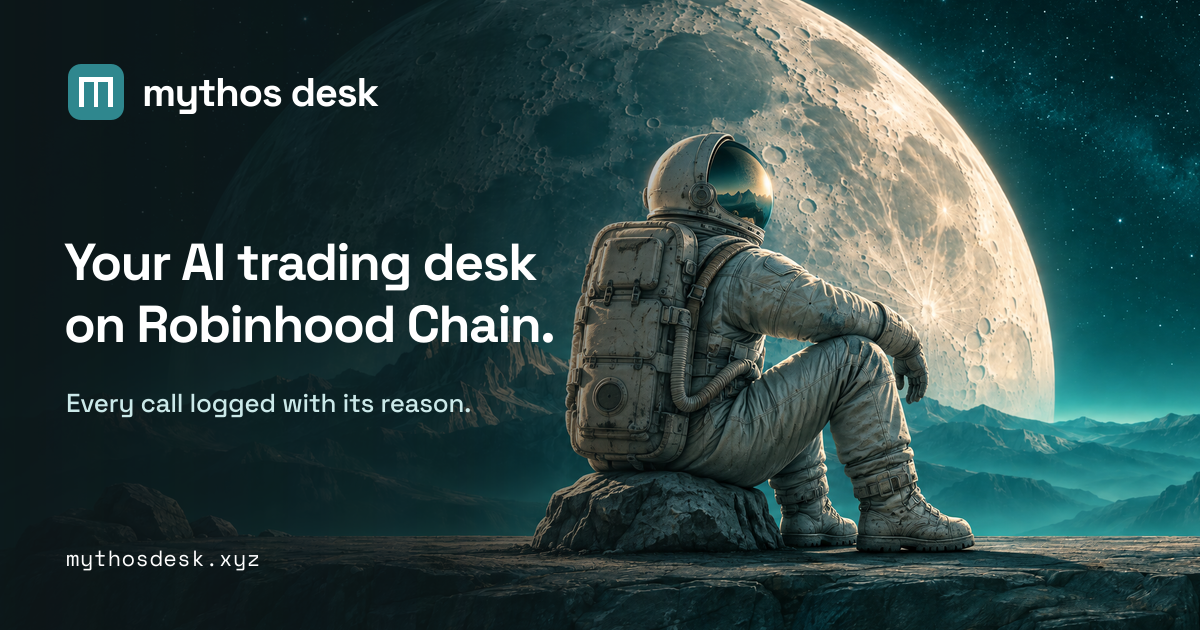 mythos desk
Your AI trading desk
on Robinhood Chain.
Every call logged with its reason.
mythosdesk.xyz